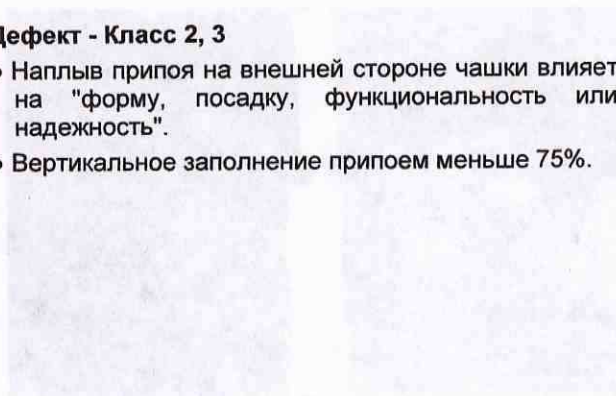 Дефект - Класс 2, 3
• Наплыв припоя на внешней стороне чашки влияет
на "форму, посадку, функциональность или
надежность".
• Вертикальное заполнение припоем меньше 75%.